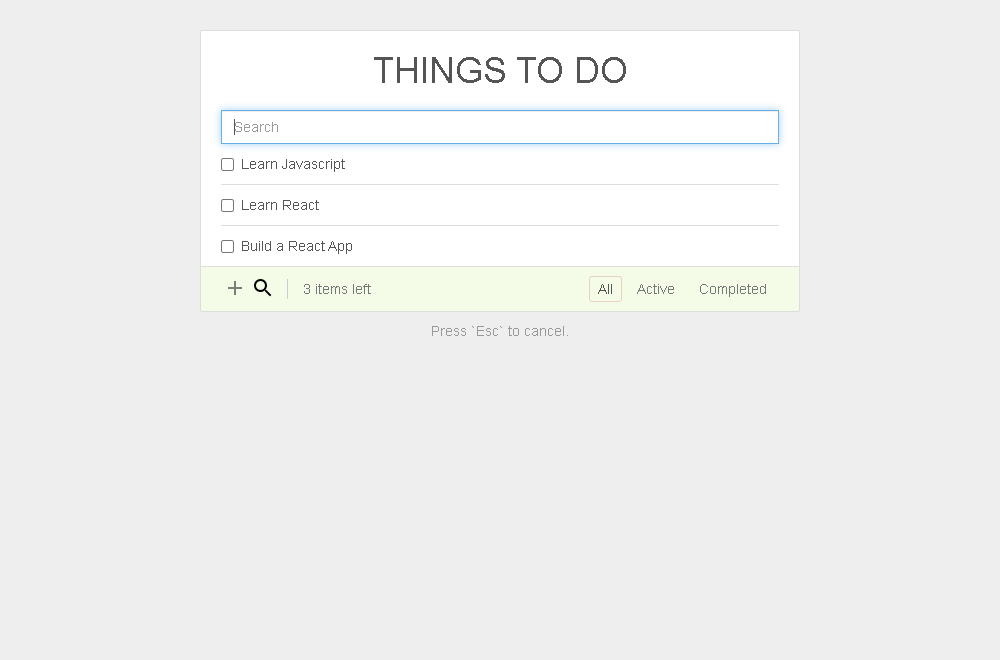 THINGS TO DO
Search
Learn Javascript
Learn React
Build a React App
3 items left All Active Completed
Press `Esc` to cancel.